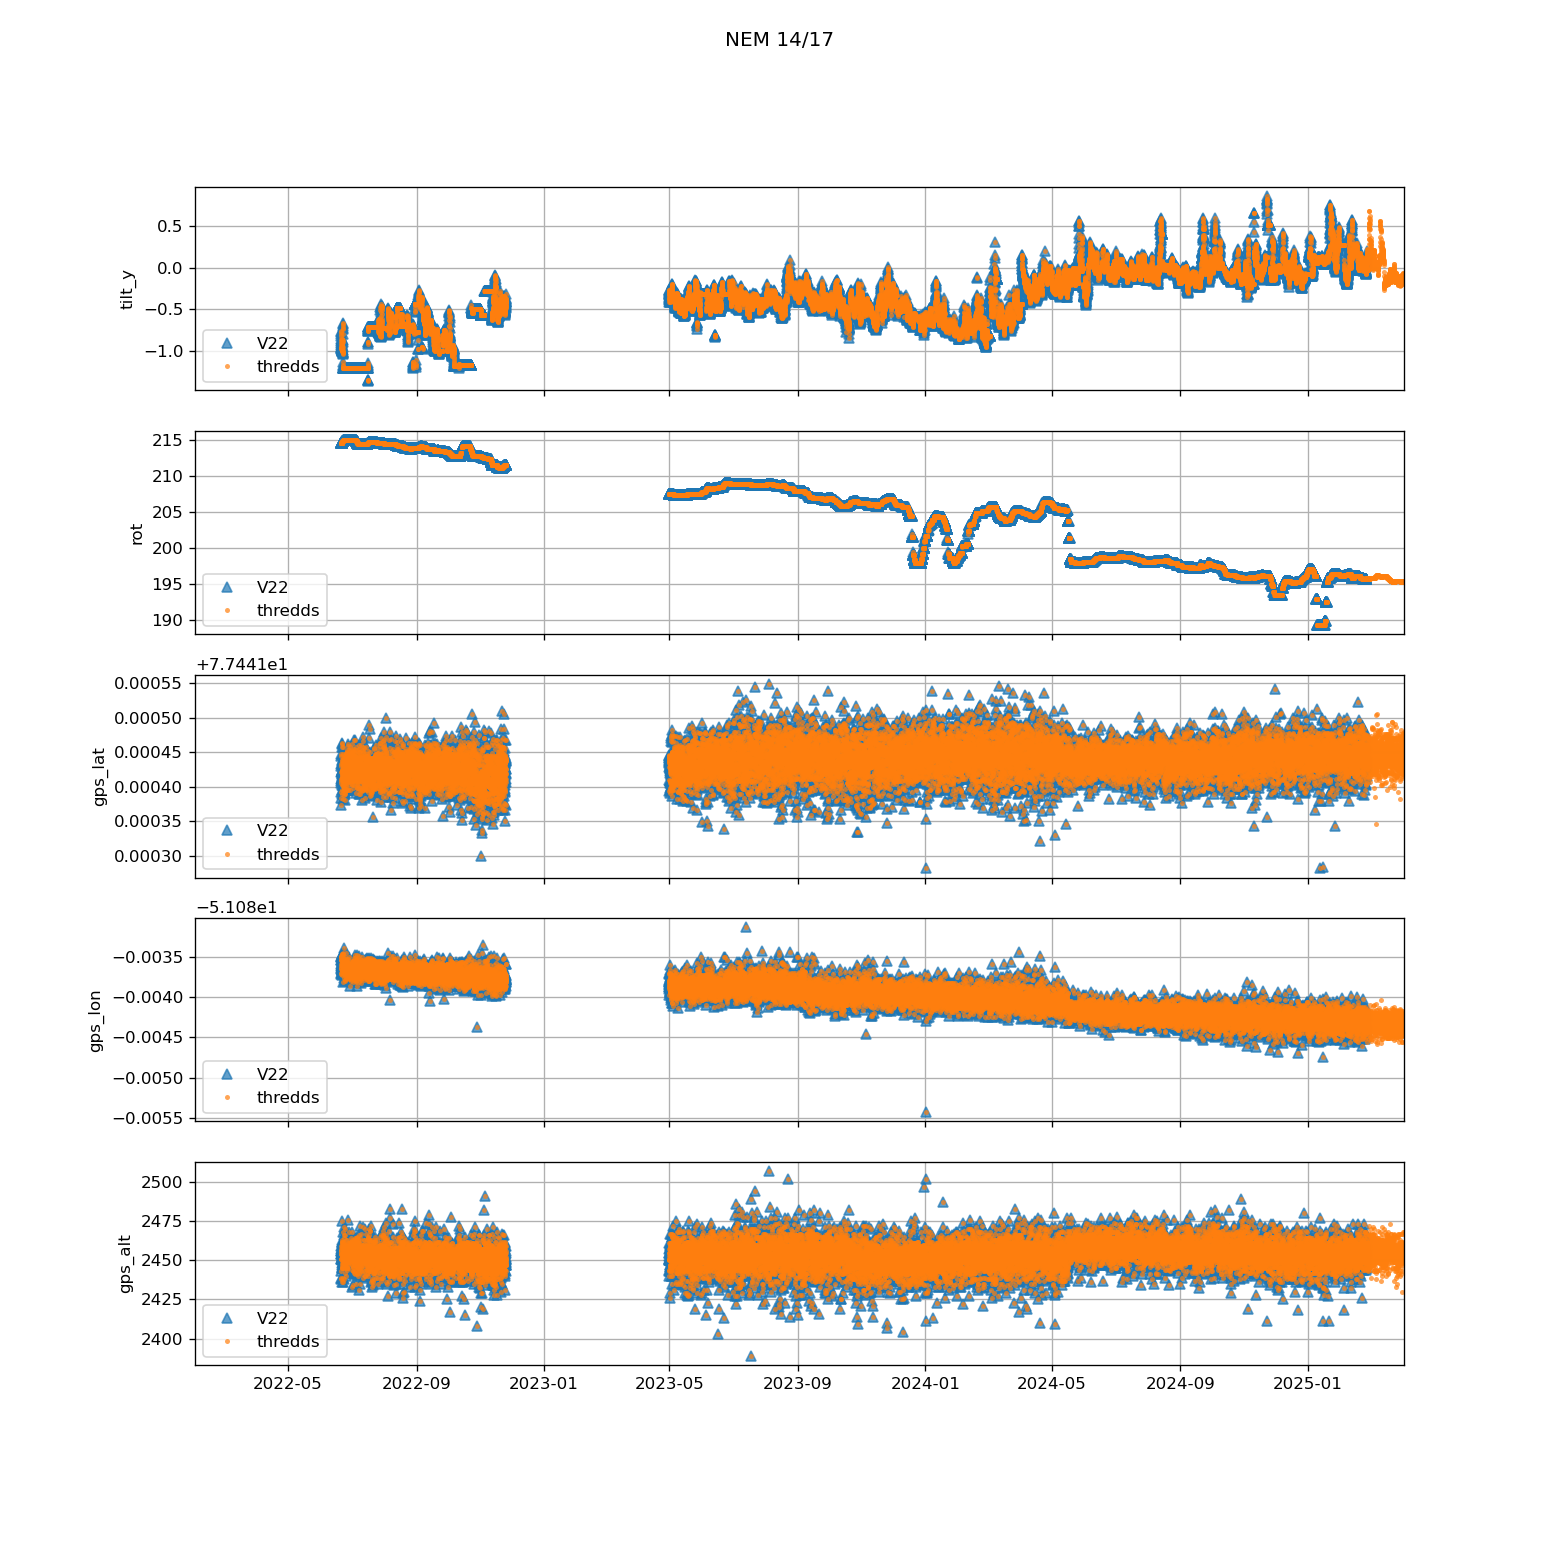 NEM 14/17
0.5
0.0
−0.5
−1.0
tilt_y
V22
thredds
215
210
205
200
195
190
rot
V22
thredds
+7.7441e1
0.00055
0.00050
0.00045
0.00040
0.00035
0.00030
gps_lat
V22
thredds
−5.108e1
−0.0035
−0.0040
−0.0045
−0.0050
−0.0055
gps_lon
V22
thredds
2500
2475
2450
2425
2400
gps_alt
V22
thredds
2022-05 2022-09 2023-01 2023-05 2023-09 2024-01 2024-05 2024-09 2025-01